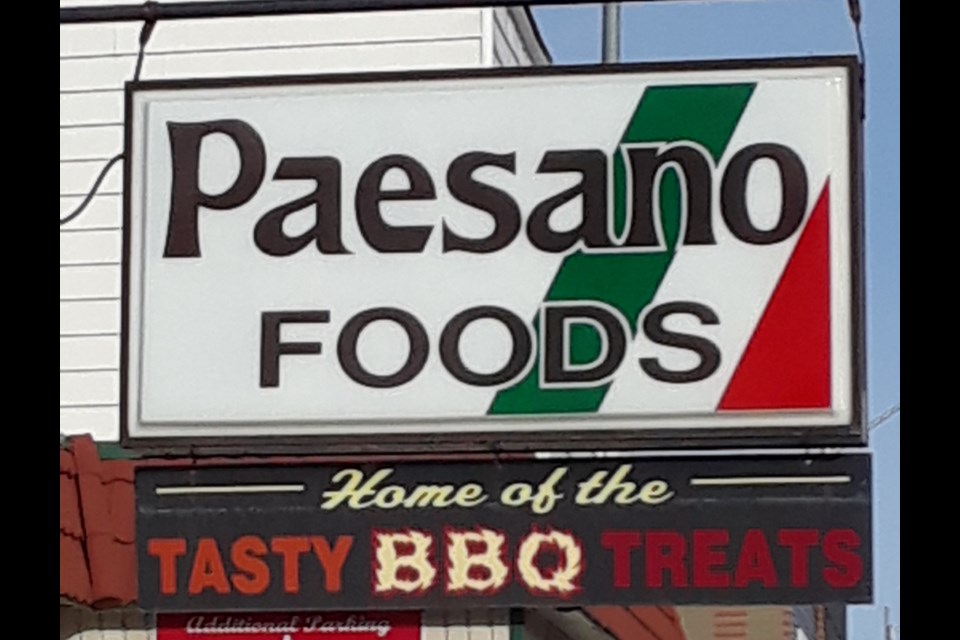 Paesano
FOODS
Home of the
TASTY BBQ TREATS
Additional Parking